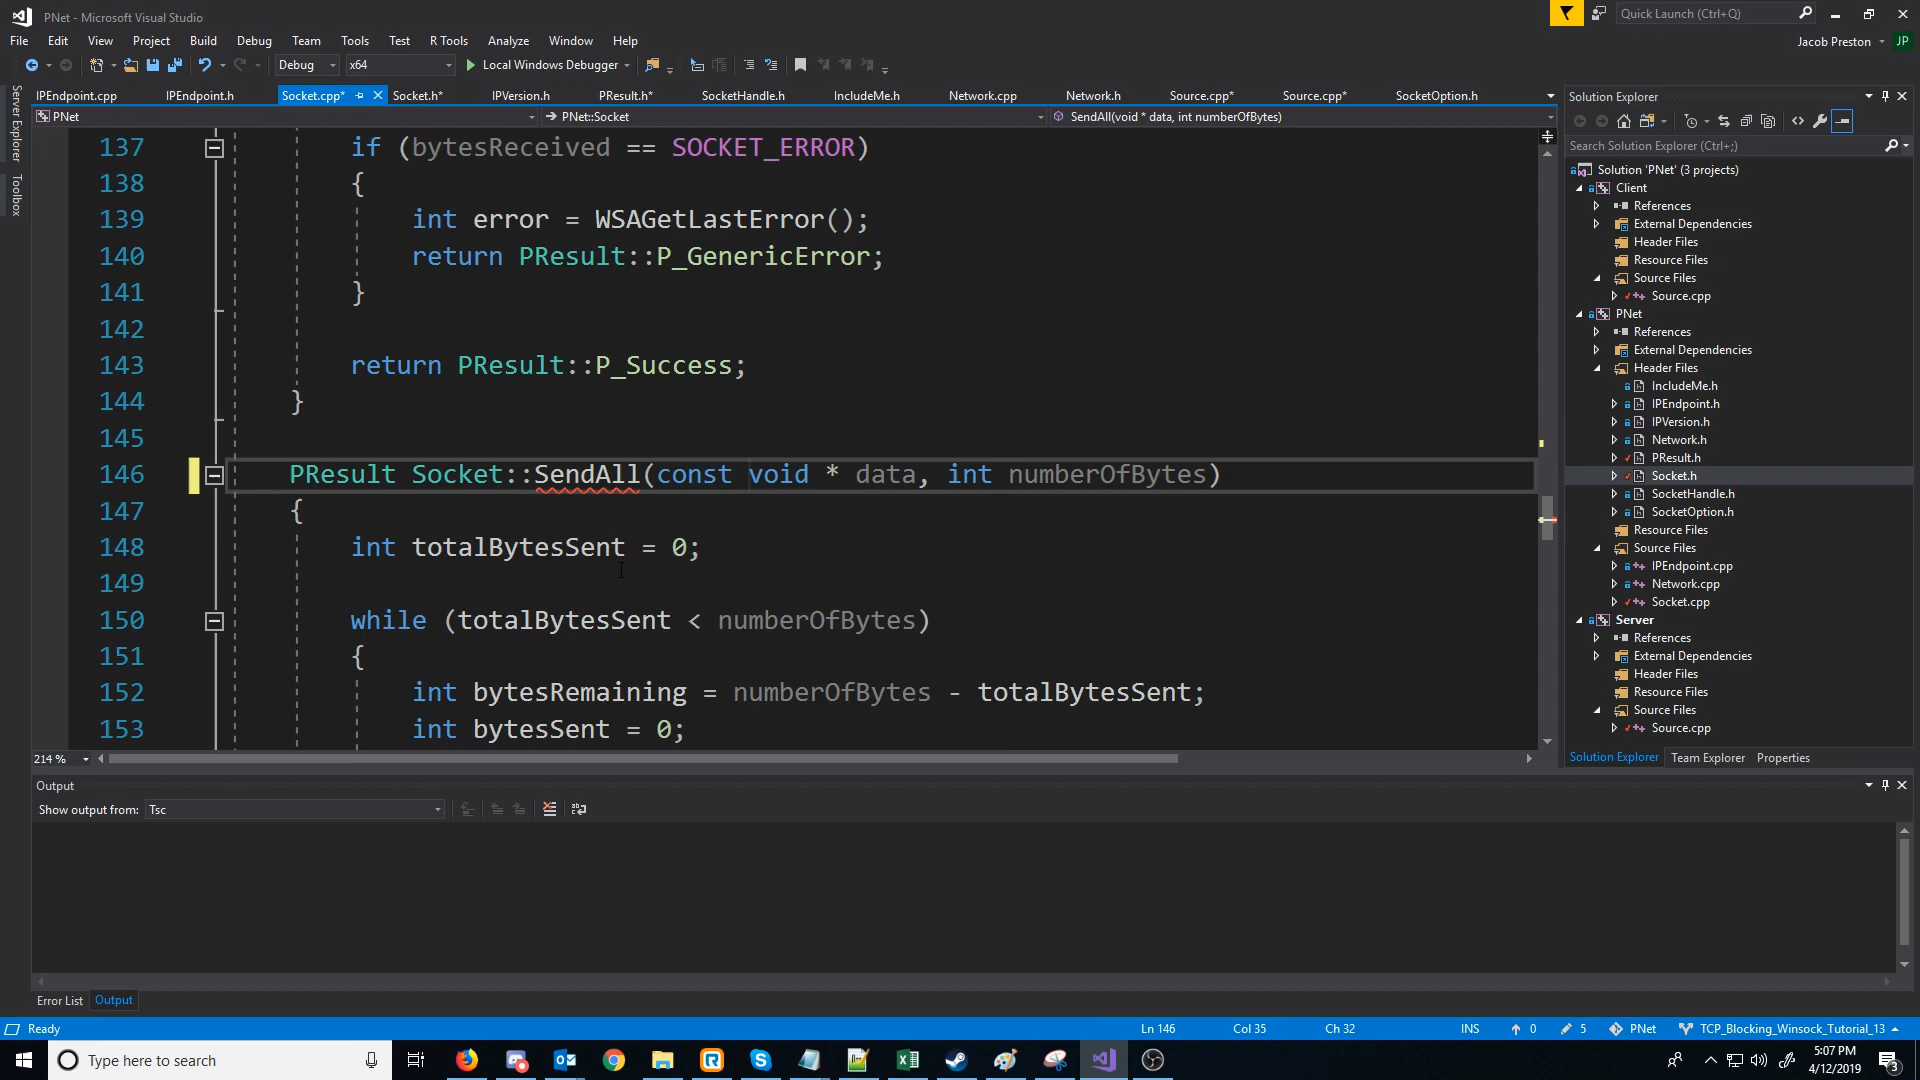 PNet - Microsoft Visual Studio
Quick Launch (Ctrl+Q)
File Edit View Project Build Debug Team Tools Test R Tools Analyze Window Help
Jacob Preston JP
Debug x64 Local Windows Debugger
Server Explorer
Toolbox
IPEndpoint.cpp IPEndpoint.h Socket.cpp* Socket.h* IPVersion.h PResult.h* SocketHandle.h IncludeMe.h Network.cpp Network.h Source.cpp* Source.cpp* SocketOption.h
PNet PNet::Socket SendAll(void * data, int numberOfBytes)
137 if (bytesReceived == SOCKET_ERROR)
138 {
139 int error = WSAGetLastError();
140 return PResult::P_GenericError;
141 }
142
143 return PResult::P_Success;
144 }
145
146 PResult Socket::SendAll(const void * data, int numberOfBytes)
147 {
148 int totalBytesSent = 0;
149
150 while (totalBytesSent < numberOfBytes)
151 {
152 int bytesRemaining = numberOfBytes - totalBytesSent;
153 int bytesSent = 0;
214 %
Solution Explorer
Search Solution Explorer (Ctrl+;)
Solution 'PNet' (3 projects)
Client
References
External Dependencies
Header Files
Resource Files
Source Files
Source.cpp
PNet
References
External Dependencies
Header Files
IncludeMe.h
IPEndpoint.h
IPVersion.h
Network.h
PResult.h
Socket.h
SocketHandle.h
SocketOption.h
Resource Files
Source Files
IPEndpoint.cpp
Network.cpp
Socket.cpp
Server
References
External Dependencies
Header Files
Resource Files
Source Files
Source.cpp
Solution Explorer Team Explorer Properties
Output
Show output from: Tsc
Error List Output
Ready Ln 146 Col 35 Ch 32 INS 0 5 PNet TCP_Blocking_Winsock_Tutorial_13
Type here to search
5:07 PM
4/12/2019
3